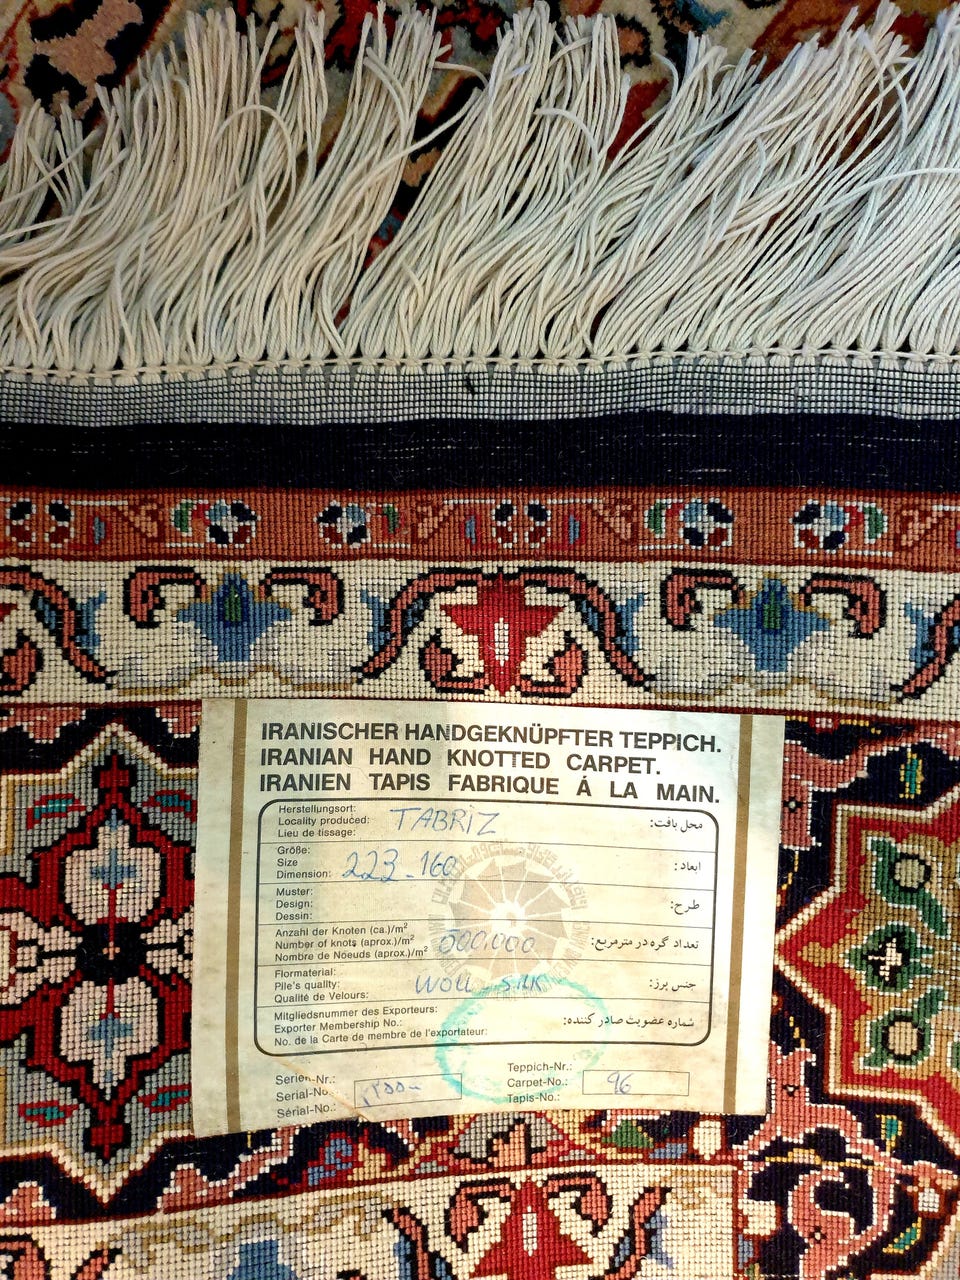 IRANISCHER HANDGEKNÜPFTER TEPPICH.
IRANIAN HAND KNOTTED CARPET.
IRANIEN TAPIS FABRIQUE Á LA MAIN.
Herstellungsort:
Locality produced: TABRIZ محل بافت:
Lieu de tissage:
Größe:
Size 223-160 ابعاد:
Dimension:
Muster:
Design: طرح:
Dessin:
Anzahl der Knoten (ca.)/m²
Number of knots (aprox.)/m² 500.000 تعداد گره در مترمربع:
Nombre de Noeuds (aprox.)/m²
Flormaterial:
Pile's quality: WOLL-SILK جنس پرز:
Qualité de Velours:
Mitgliedsnummer des Exporteurs:
Exporter Membership No.: شماره عضویت صادر کننده:
No. de la Carte de membre de l'exportateur:
Serien-Nr.: Teppich-Nr.:
Serial-No.: Carpet-No.: 96
Sérial-No.: Tapis-No.: